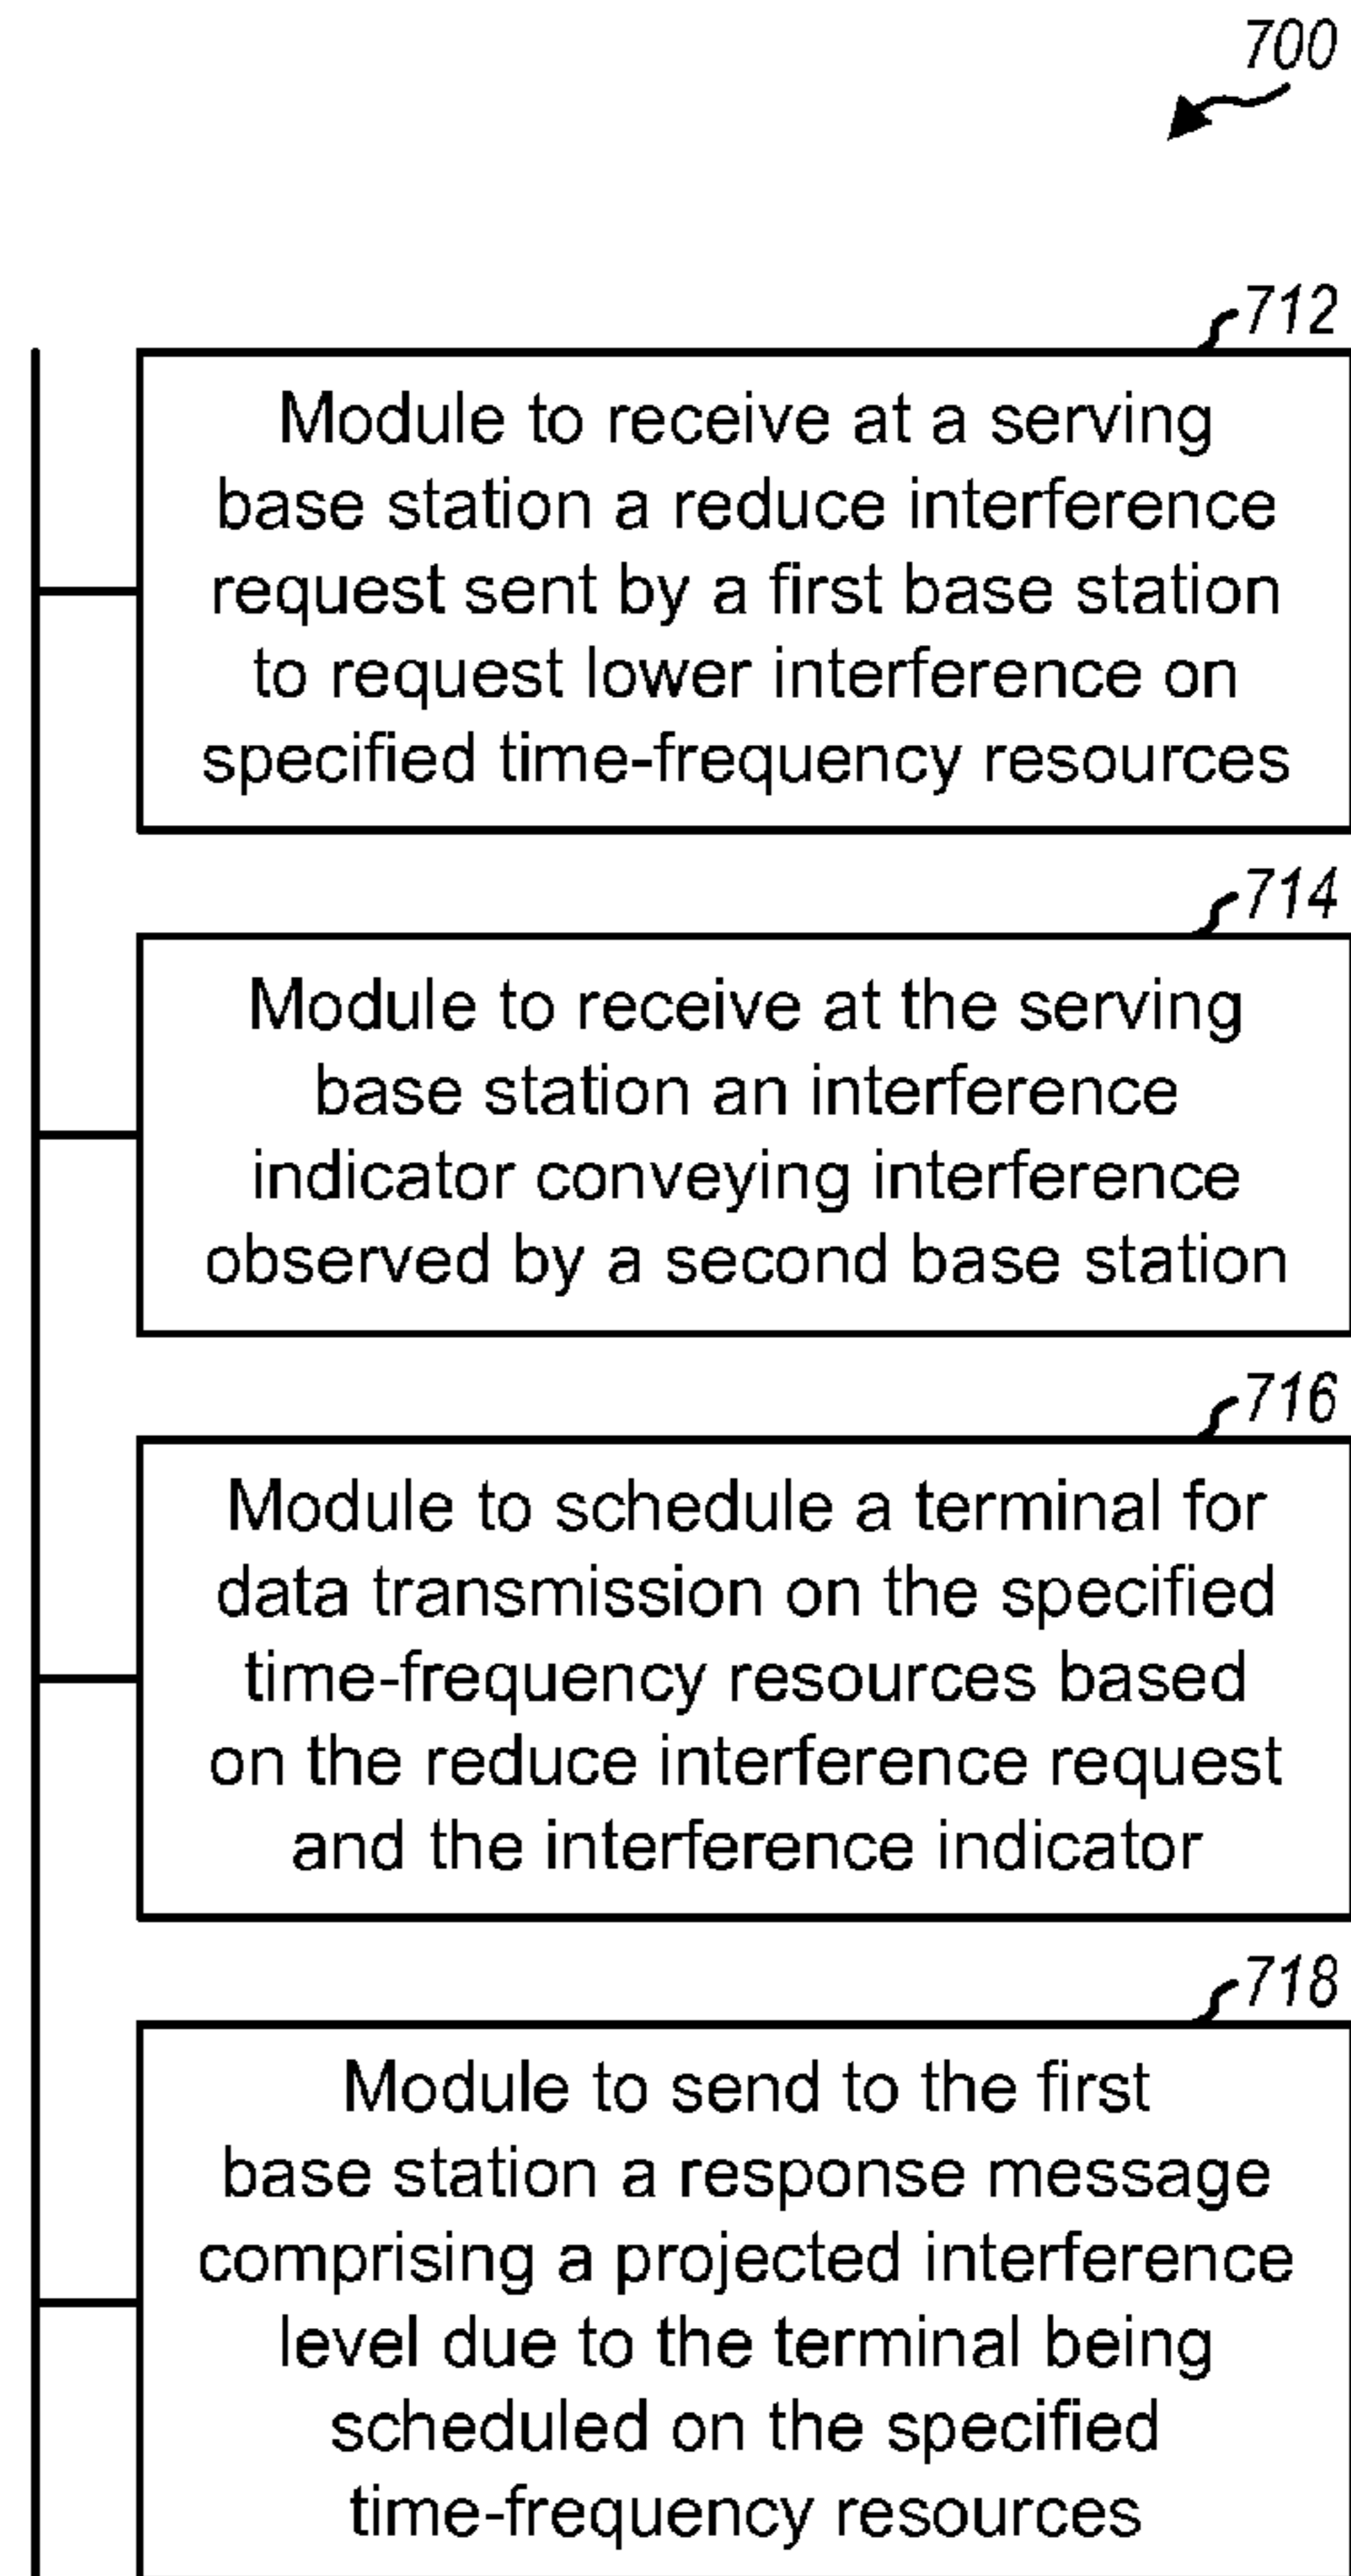 700
712
Module to receive at a serving
base station a reduce interference
request sent by a first base station
to request lower interference on
specified time-frequency resources
714
Module to receive at the serving
base station an interference
indicator conveying interference
observed by a second base station
716
Module to schedule a terminal for
data transmission on the specified
time-frequency resources based
on the reduce interference request
and the interference indicator
718
Module to send to the first
base station a response message
comprising a projected interference
level due to the terminal being
scheduled on the specified
time-frequency resources